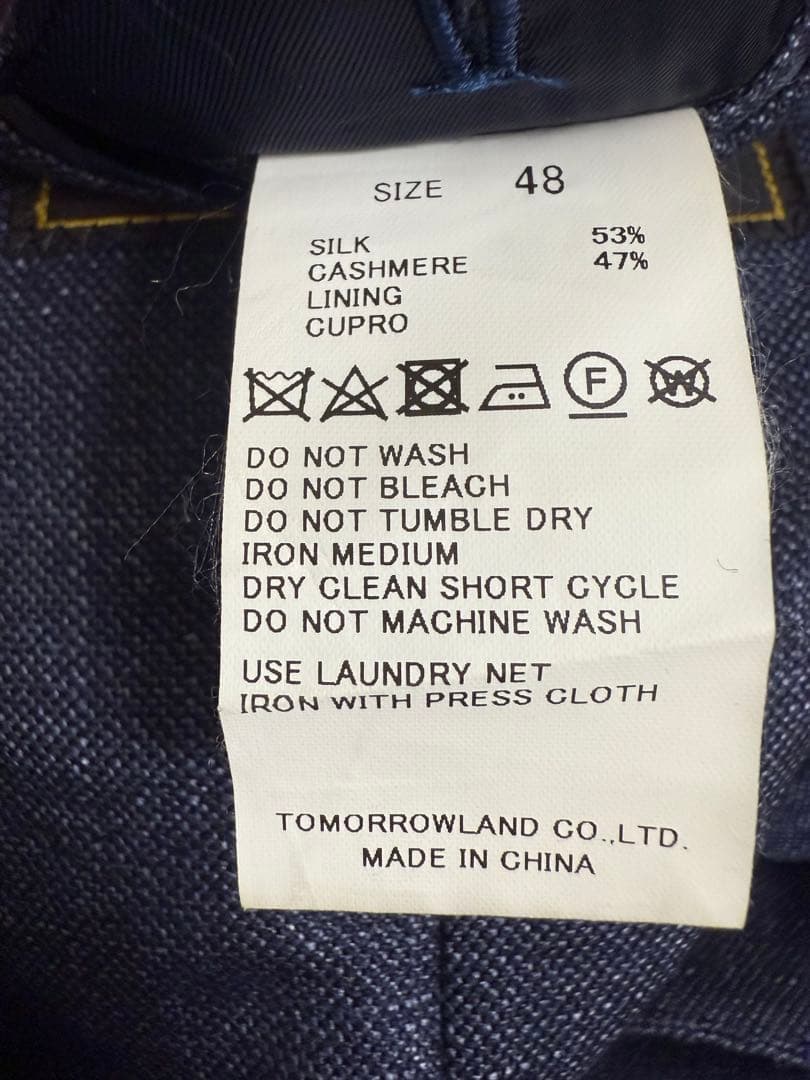 SIZE 48
SILK 53%
CASHMERE 47%
LINING
CUPRO
F W
DO NOT WASH
DO NOT BLEACH
DO NOT TUMBLE DRY
IRON MEDIUM
DRY CLEAN SHORT CYCLE
DO NOT MACHINE WASH
USE LAUNDRY NET
IRON WITH PRESS CLOTH
TOMORROWLAND CO.,LTD.
MADE IN CHINA